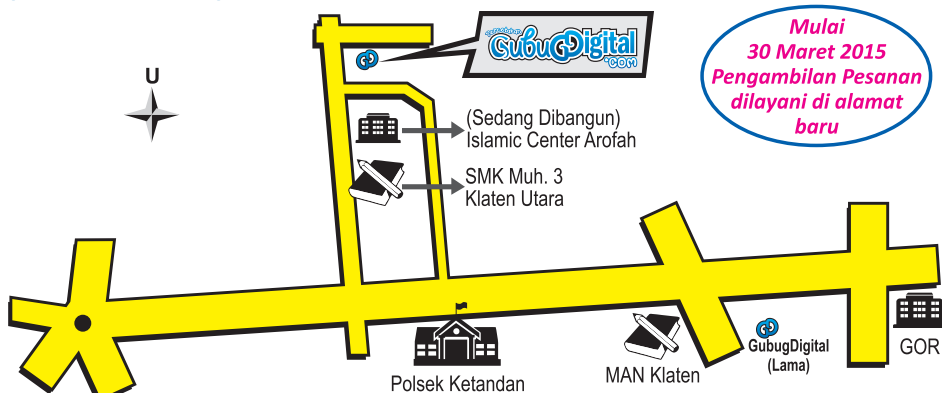 GubugDigital
.COM
Mulai
30 Maret 2015
Pengambilan Pesanan
dilayani di alamat
baru
U
(Sedang Dibangun)
Islamic Center Arofah
SMK Muh. 3
Klaten Utara
Polsek Ketandan
MAN Klaten
GubugDigital
(Lama)
GOR